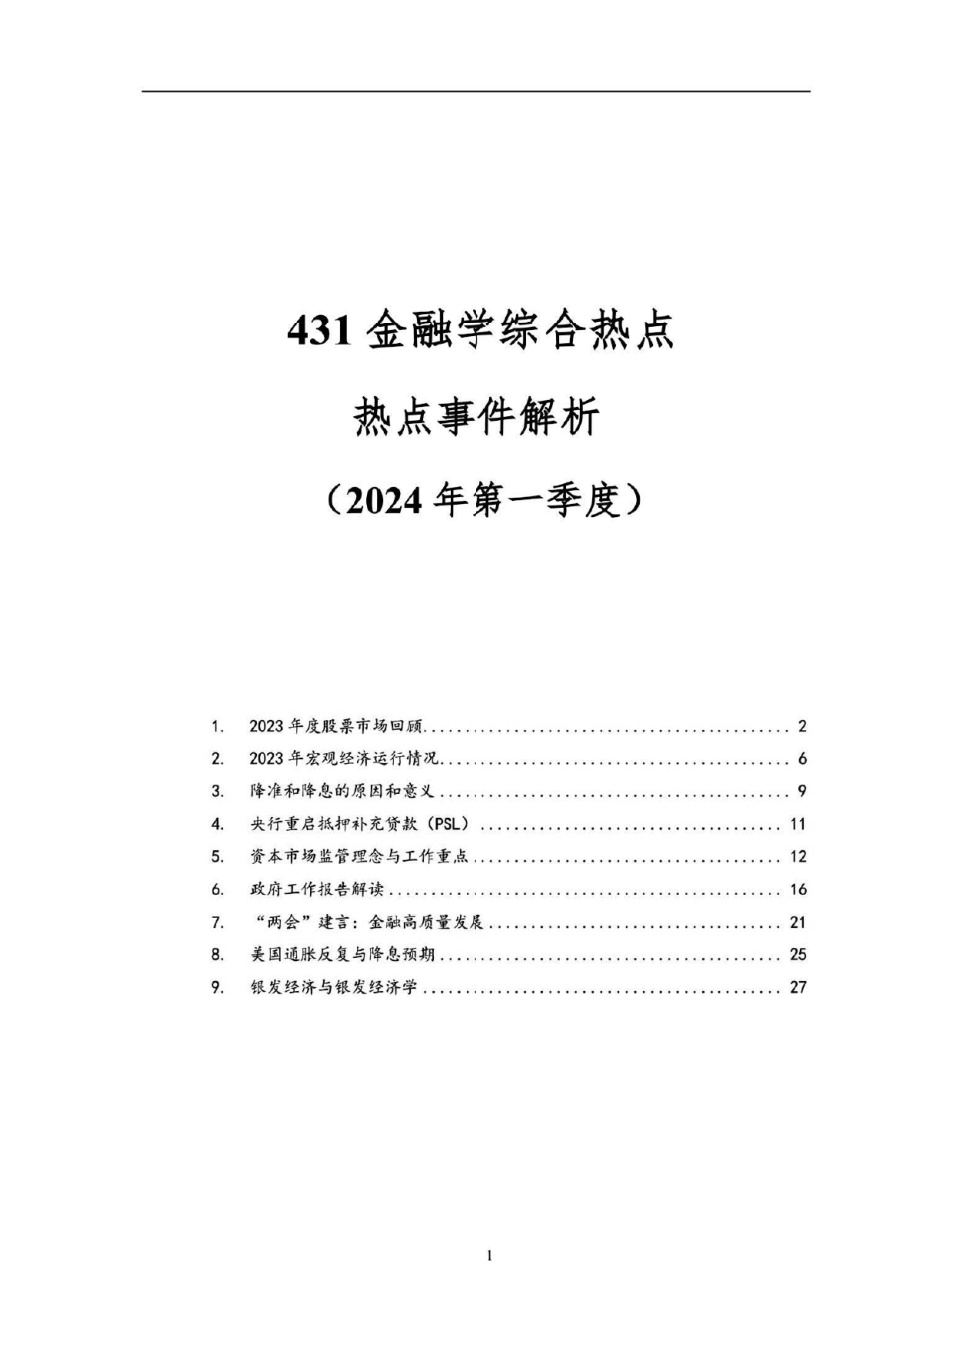 431 金融学综合热点
热点事件解析
（2024 年第一季度）
1. 2023 年度股票市场回顾........................................ 2
2. 2023 年宏观经济运行情况........................................ 6
3. 降准和降息的原因和意义........................................ 9
4. 央行重启抵押补充贷款（PSL）................................... 11
5. 资本市场监管理念与工作重点................................... 12
6. 政府工作报告解读............................................. 16
7. “两会”建言：金融高质量发展................................... 21
8. 美国通胀反复与降息预期........................................ 25
9. 银发经济与银发经济学.......................................... 27
1